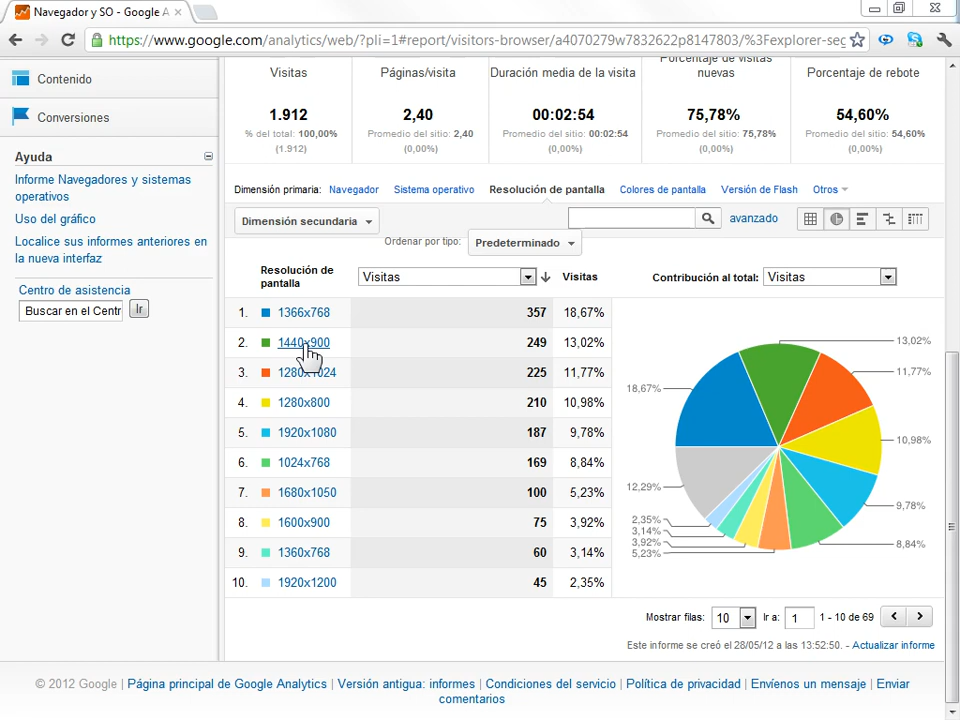 Navegador y SO - Google A
https://www.google.com/analytics/web/?pli=1#report/visitors-browser/a4070279w7832622p8147803/%3Fexplorer-seg
Contenido
Conversiones
Ayuda
Informe Navegadores y sistemas
operativos
Uso del gráfico
Localice sus informes anteriores en
la nueva interfaz
Centro de asistencia
Buscar en el Centr Ir
Visitas Páginas/visita Duración media de la visita Porcentaje de visitas nuevas Porcentaje de rebote
1.912 2,40 00:02:54 75,78% 54,60%
% del total: 100,00% Promedio del sitio: 2,40 Promedio del sitio: 00:02:54 Promedio del sitio: 75,78% Promedio del sitio: 54,60%
(1.912) (0,00%) (0,00%) (0,00%) (0,00%)
Dimensión primaria: Navegador Sistema operativo Resolución de pantalla Colores de pantalla Versión de Flash Otros
Dimensión secundaria avanzado
Ordenar por tipo: Predeterminado
Resolución de
pantalla
Visitas Visitas Contribución al total: Visitas
1. 1366x768 357 18,67%
2. 1440x900 249 13,02%
3. 1280x1024 225 11,77%
4. 1280x800 210 10,98%
5. 1920x1080 187 9,78%
6. 1024x768 169 8,84%
7. 1680x1050 100 5,23%
8. 1600x900 75 3,92%
9. 1360x768 60 3,14%
10. 1920x1200 45 2,35%
13,02%
11,77%
18,67%
10,98%
12,29%
9,78%
2,35%
3,14%
3,92%
8,84%
5,23%
Mostrar filas: 10 Ir a: 1 1 - 10 de 69
Este informe se creó el 28/05/12 a las 13:52:50. - Actualizar informe
© 2012 Google | Página principal de Google Analytics | Versión antigua: informes | Condiciones del servicio | Política de privacidad | Envíenos un mensaje | Enviar
comentarios